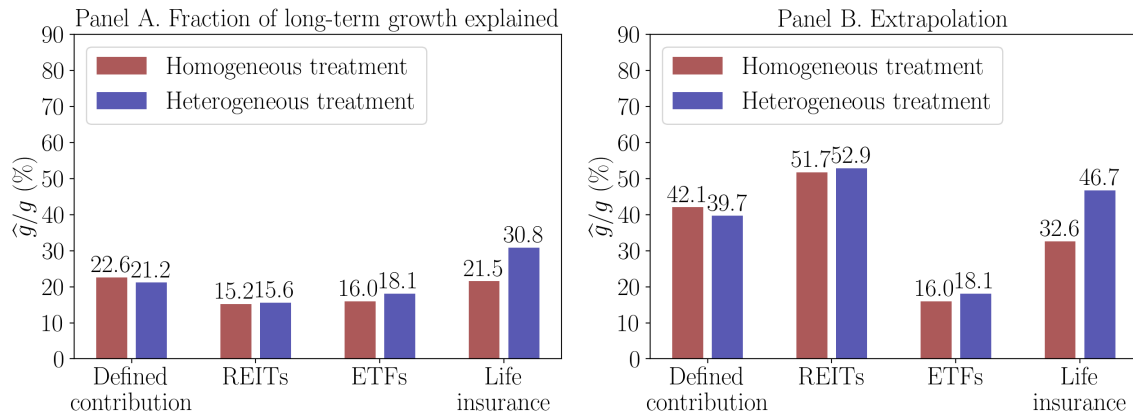 Panel A. Fraction of long-term growth explained
90
80
70
60
50
40
30
20
10
0
ĝ/g (%)
Homogeneous treatment
Heterogeneous treatment
22.6 21.2
15.2 15.6
16.0 18.1
21.5 30.8
Defined contribution
REITs
ETFs
Life insurance
Panel B. Extrapolation
90
80
70
60
50
40
30
20
10
0
ĝ/g (%)
Homogeneous treatment
Heterogeneous treatment
42.1 39.7
51.7 52.9
16.0 18.1
32.6 46.7
Defined
contribution
REITs
ETFs
Life
insurance